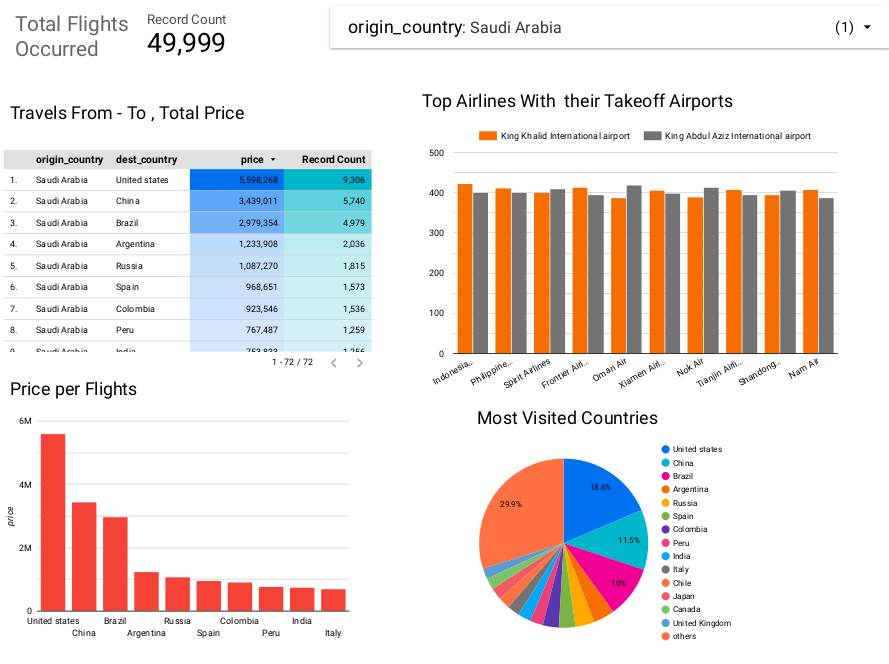 Total Flights
Occurred
Record Count
49,999
origin_country: Saudi Arabia (1)
Travels From - To , Total Price
origin_country dest_country price Record Count
1. Saudi Arabia United states 5,598,268 9,306
2. Saudi Arabia China 3,439,011 5,740
3. Saudi Arabia Brazil 2,979,354 4,979
4. Saudi Arabia Argentina 1,233,908 2,036
5. Saudi Arabia Russia 1,087,270 1,815
6. Saudi Arabia Spain 968,651 1,573
7. Saudi Arabia Colombia 923,546 1,536
8. Saudi Arabia Peru 767,487 1,259
9. Saudi Arabia India 753,833 1,256
1 - 72 / 72
Top Airlines With their Takeoff Airports
King Khalid International airport King Abdul Aziz International airport
500
400
300
200
100
0
Indonesia... Philippine... Spirit Airlines Frontier Airl... Oman Air Xiamen Airl... Nok Air Tianjin Airli... Shandong... Nam Air
Price per Flights
price
6M
4M
2M
0
United states Brazil Russia Colombia India
China Argentina Spain Peru Italy
Most Visited Countries
18.6%
11.5%
10%
29.9%
United states
China
Brazil
Argentina
Russia
Spain
Colombia
Peru
India
Italy
Chile
Japan
Canada
United Kingdom
others